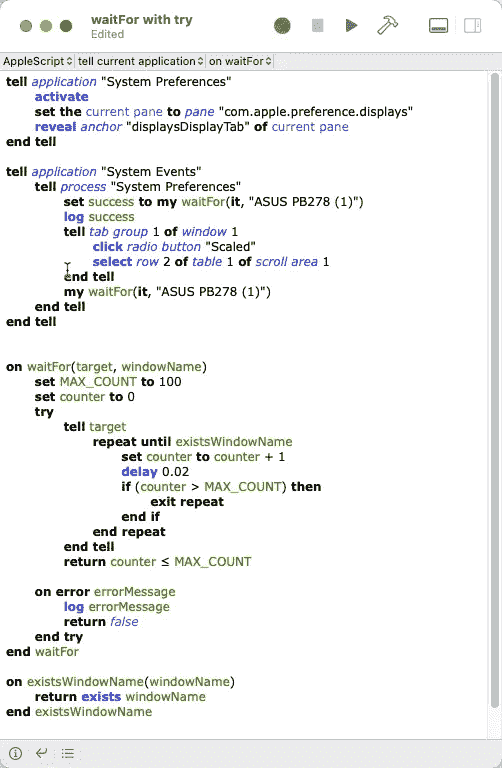 waitFor with try
Edited
AppleScript tell current application on waitFor
tell application "System Preferences"
activate
set the current pane to pane "com.apple.preference.displays"
reveal anchor "displaysDisplayTab" of current pane
end tell
tell application "System Events"
tell process "System Preferences"
set success to my waitFor(it, "ASUS PB278 (1)")
log success
tell tab group 1 of window 1
click radio button "Scaled"
select row 2 of table 1 of scroll area 1
end tell
my waitFor(it, "ASUS PB278 (1)")
end tell
end tell
on waitFor(target, windowName)
set MAX_COUNT to 100
set counter to 0
try
tell target
repeat until existsWindowName
set counter to counter + 1
delay 0.02
if (counter > MAX_COUNT) then
exit repeat
end if
end repeat
end tell
return counter ≤ MAX_COUNT
on error errorMessage
log errorMessage
return false
end try
end waitFor
on existsWindowName(windowName)
return exists windowName
end existsWindowName